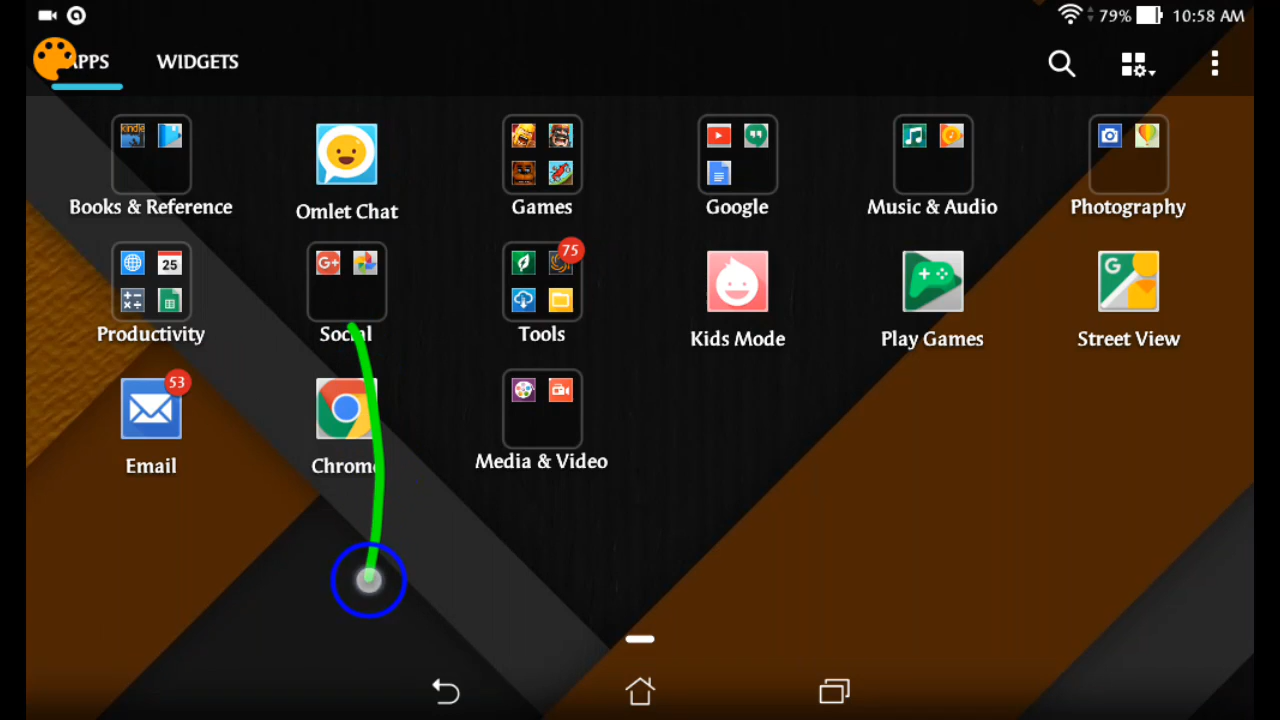 79% 10:58 AM
APPS WIDGETS
kindle
Books & Reference Omlet Chat Games Google Music & Audio Photography
G+ 25 75 G
Productivity Social Tools Kids Mode Play Games Street View
53
Email Chrome Media & Video